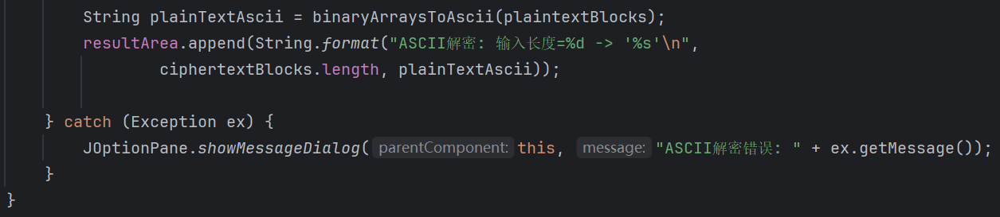 String plainTextAscii = binaryArraysToAscii(plaintextBlocks);
resultArea.append(String.format("ASCII解密: 输入长度=%d -> '%s'\n",
ciphertextBlocks.length, plainTextAscii));
} catch (Exception ex) {
JOptionPane.showMessageDialog( parentComponent: this, message: "ASCII解密错误: " + ex.getMessage());
}
}